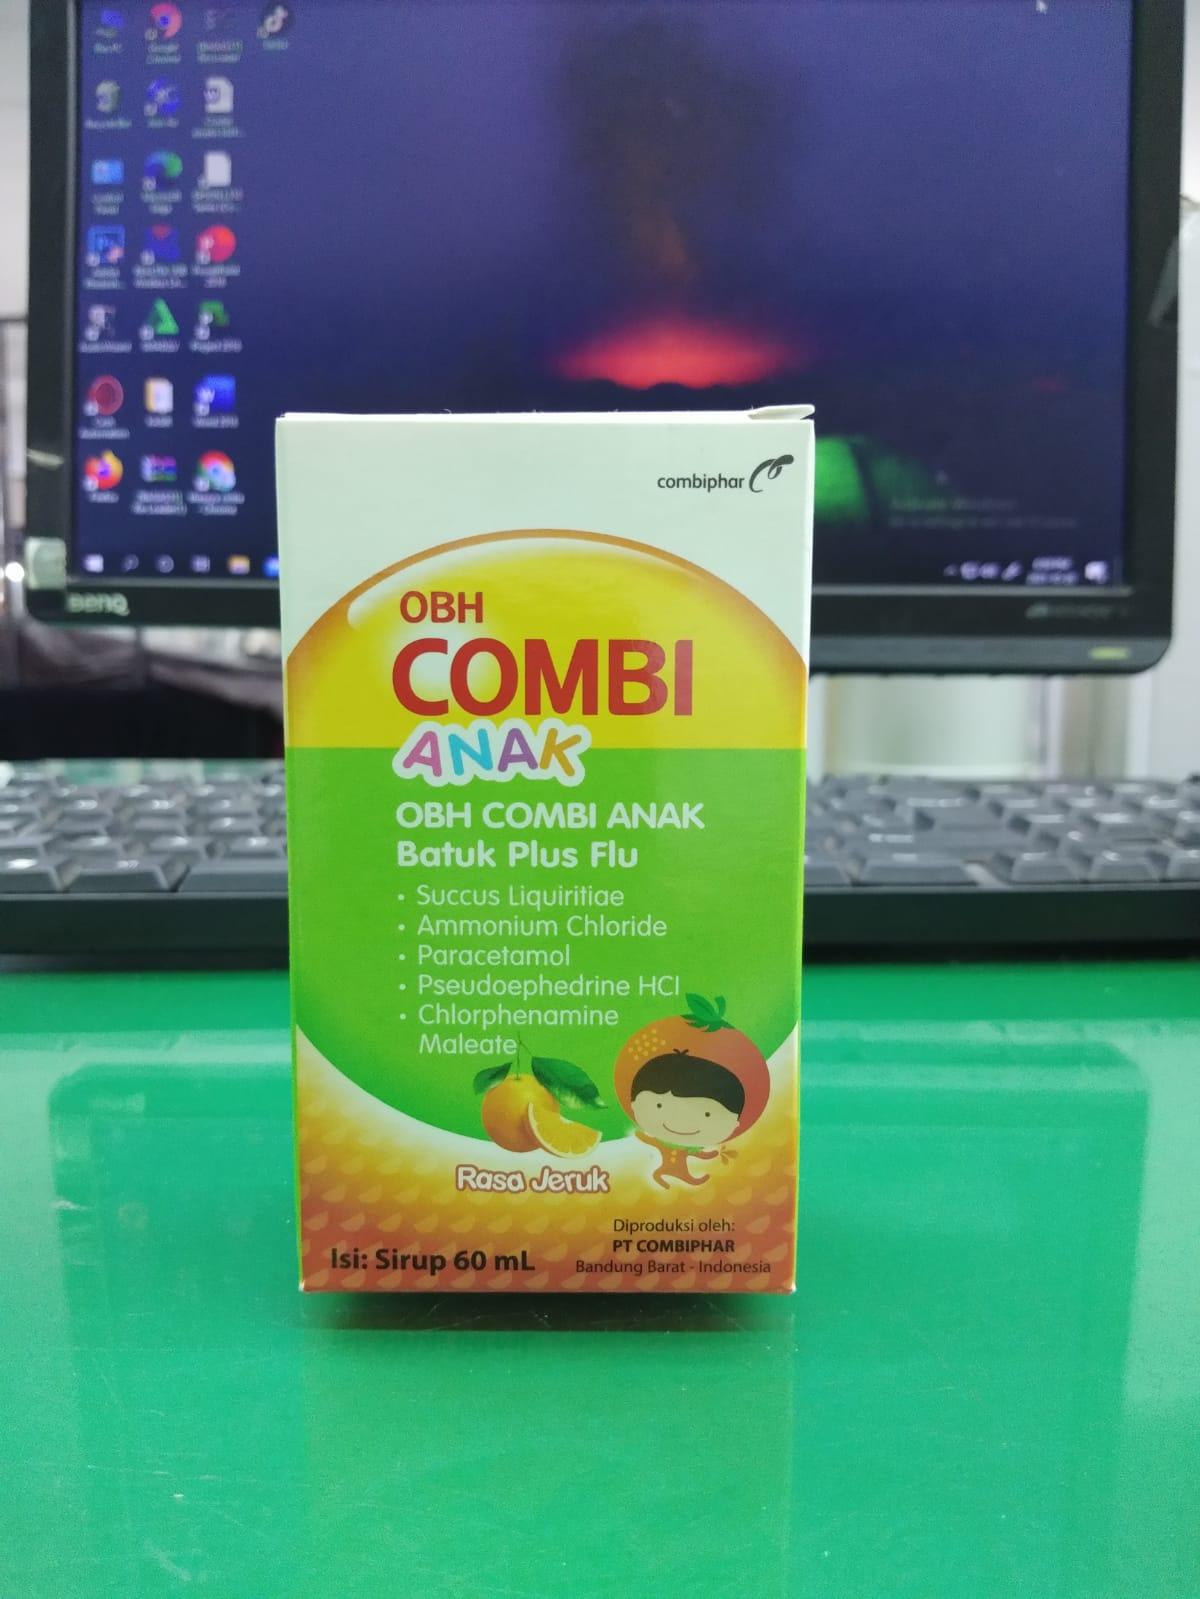 combiphar
OBH
COMBI
ANAK
OBH COMBI ANAK
Batuk Plus Flu
• Succus Liquiritiae
• Ammonium Chloride
• Paracetamol
• Pseudoephedrine HCl
• Chlorphenamine
Maleate
Rasa Jeruk
Isi: Sirup 60 mL
Diproduksi oleh:
PT COMBIPHAR
Bandung Barat - Indonesia
BenQ